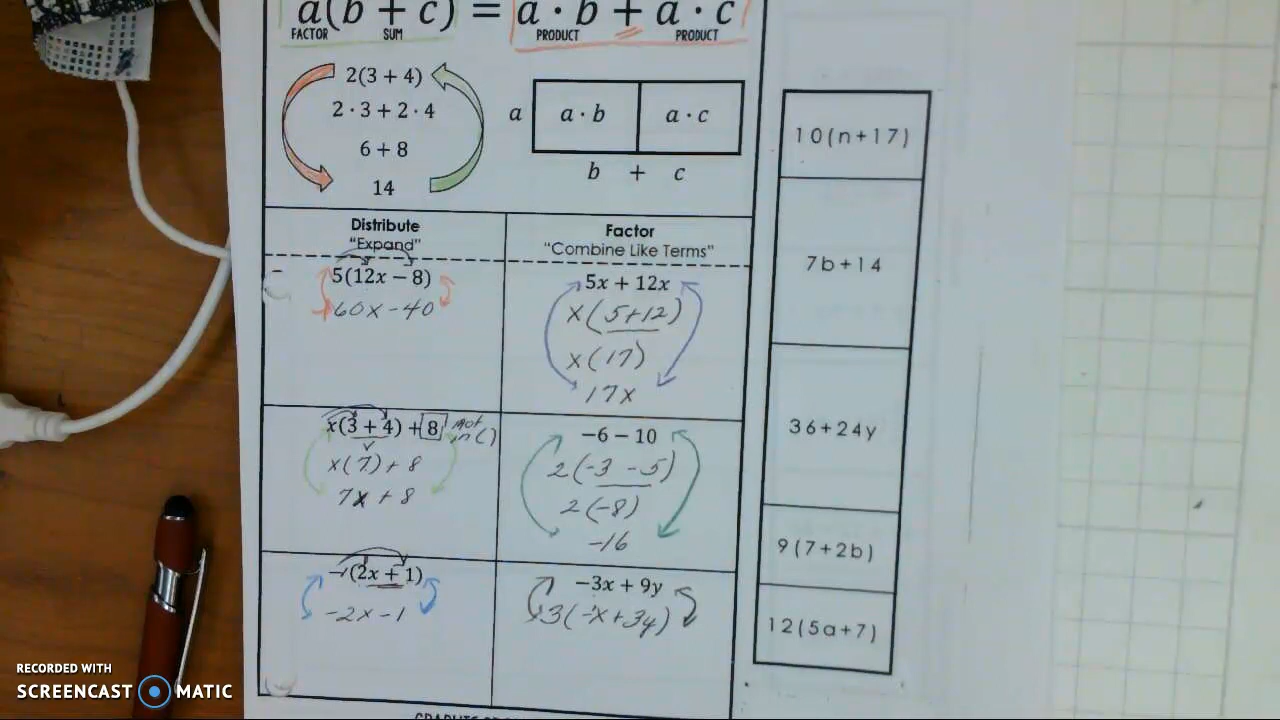 a(b + c) = a · b + a · c
FACTOR SUM PRODUCT PRODUCT
2(3 + 4)
2 · 3 + 2 · 4
6 + 8
14
a
a · b
a · c
b + c
Distribute
"Expand"
5(12x − 8)
60x − 40
x(3 + 4) + 8 not in ()
x(7) + 8
7x + 8
−(2x + 1)
−2x − 1
Factor
"Combine Like Terms"
5x + 12x
x(5+12)
x(17)
17x
−6 − 10
2(−3 −5)
2(−8)
−16
−3x + 9y
3(−x+3y)
10(n+17)
7b+14
36+24y
9(7+2b)
12(5a+7)
RECORDED WITH
SCREENCAST MATIC